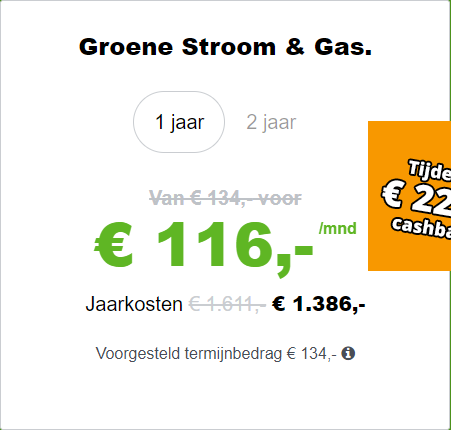 Groene Stroom & Gas.
1 jaar 2 jaar
Van € 134,- voor
€ 116,- /mnd
Jaarkosten € 1.611,- € 1.386,-
Voorgesteld termijnbedrag € 134,-
€